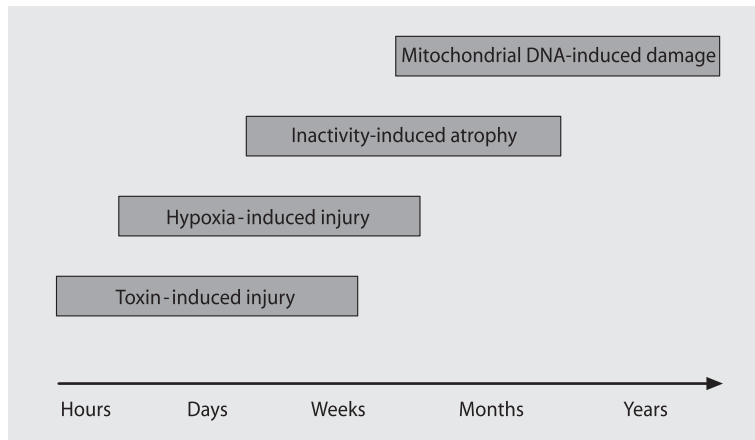 Mitochondrial DNA-induced damage
Inactivity-induced atrophy
Hypoxia-induced injury
Toxin-induced injury
Hours Days Weeks Months Years